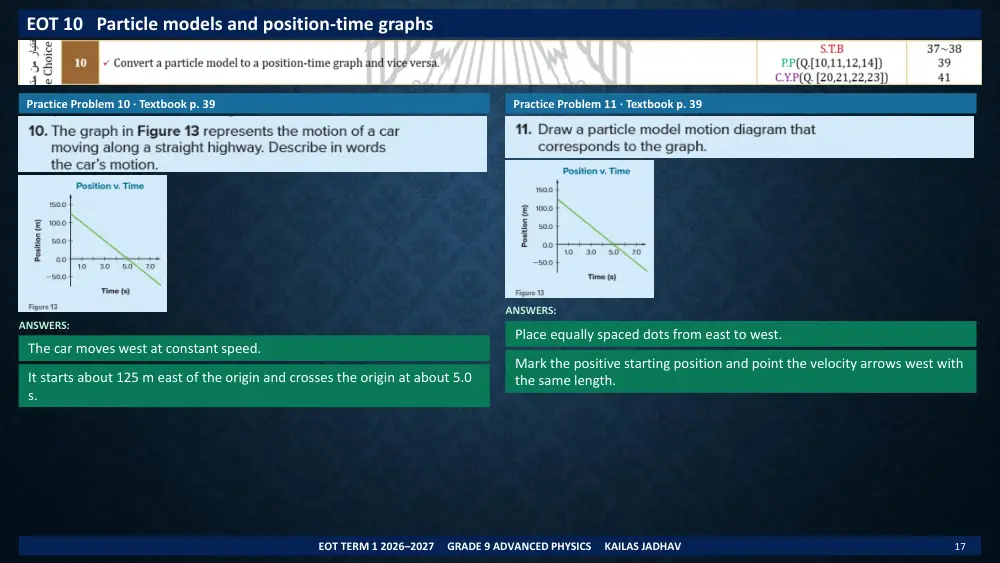 EOT 10 Particle models and position-time graphs
e Choice
10
✓ Convert a particle model to a position-time graph and vice versa.
S.T.B
P.P(Q.[10,11,12,14])
C.Y.P(Q. [20,21,22,23])
37~38
39
41
Practice Problem 10 · Textbook p. 39
10. The graph in Figure 13 represents the motion of a car
moving along a straight highway. Describe in words
the car's motion.
Position v. Time
Position (m)
150.0
100.0
50.0
0.0
−50.0
1.0 3.0 5.0 7.0
Time (s)
Figure 13
ANSWERS:
The car moves west at constant speed.
It starts about 125 m east of the origin and crosses the origin at about 5.0
s.
Practice Problem 11 · Textbook p. 39
11. Draw a particle model motion diagram that
corresponds to the graph.
Position v. Time
Position (m)
150.0
100.0
50.0
0.0
−50.0
1.0 3.0 5.0 7.0
Time (s)
Figure 13
ANSWERS:
Place equally spaced dots from east to west.
Mark the positive starting position and point the velocity arrows west with
the same length.
EOT TERM 1 2026–2027 GRADE 9 ADVANCED PHYSICS KAILAS JADHAV
17